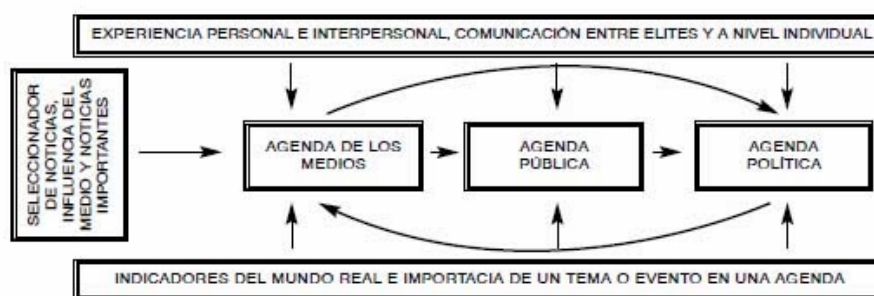 EXPERIENCIA PERSONAL E INTERPERSONAL, COMUNICACIÓN ENTRE ELITES Y A NIVEL INDIVIDUAL
SELECCIONADOR
DE NOTICIAS,
INFLUENCIA DEL
MEDIO Y NOTICIAS
IMPORTANTES
AGENDA DE LOS
MEDIOS
AGENDA
PÚBLICA
AGENDA
POLÍTICA
INDICADORES DEL MUNDO REAL E IMPORTACIA DE UN TEMA O EVENTO EN UNA AGENDA